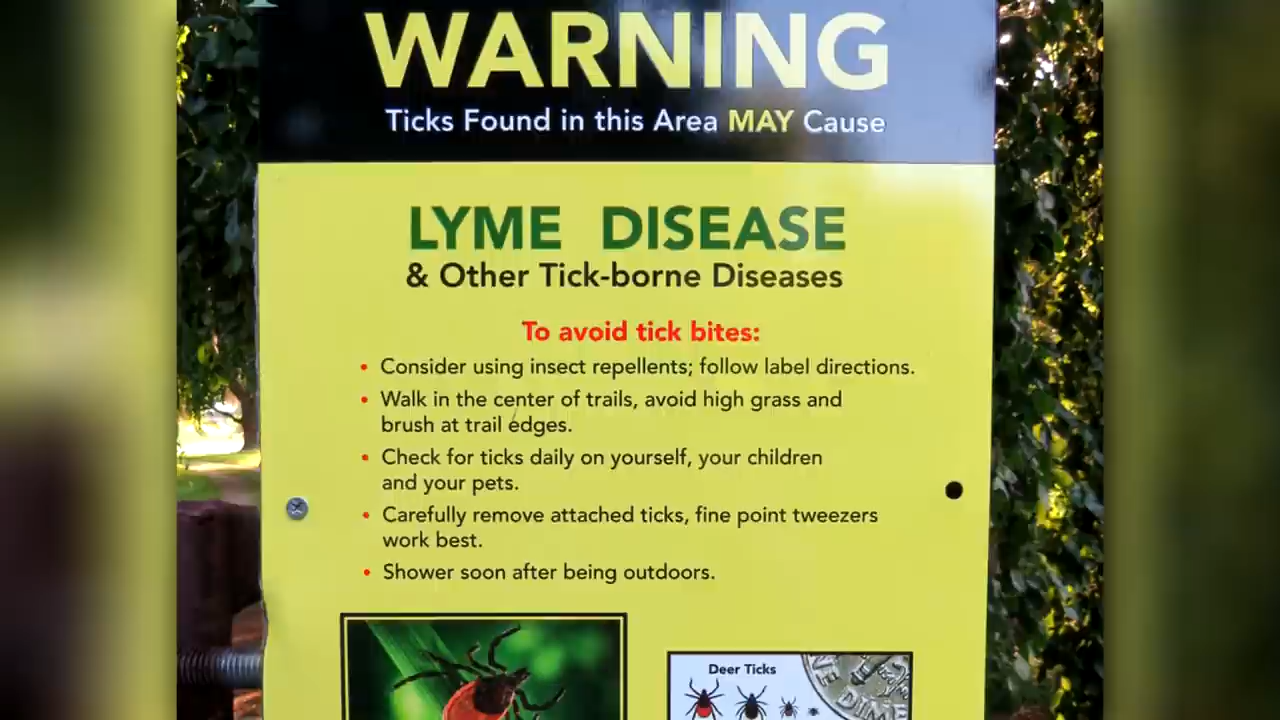 WARNING
Ticks Found in this Area MAY Cause
LYME DISEASE
& Other Tick-borne Diseases
To avoid tick bites:
• Consider using insect repellents; follow label directions.
• Walk in the center of trails, avoid high grass and
brush at trail edges.
• Check for ticks daily on yourself, your children
and your pets.
• Carefully remove attached ticks, fine point tweezers
work best.
• Shower soon after being outdoors.
Deer Ticks
NE DIME